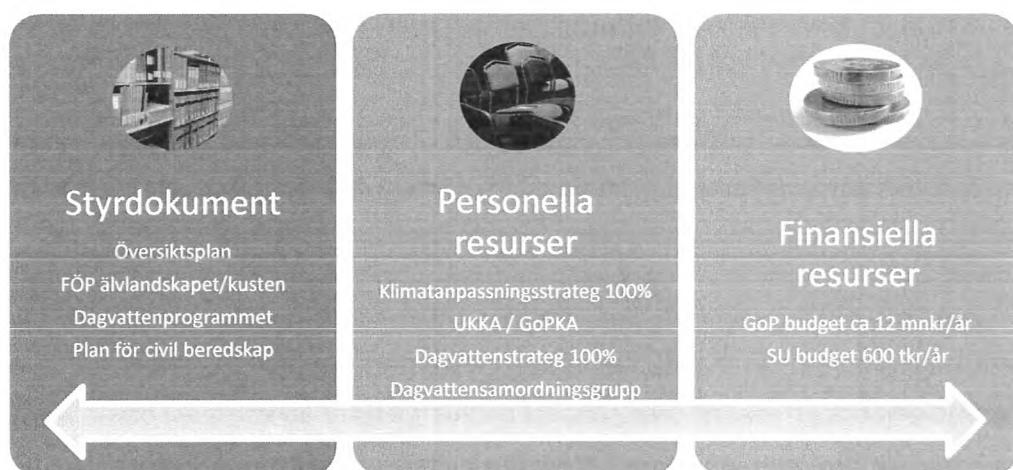 Styrdokument
Översiktsplan
FÖP älvlandskapet/kusten
Dagvattenprogrammet
Plan för civil beredskap
Personella
resurser
Klimatanpassningsstrateg 100%
UKKA / GoPKA
Dagvattenstrateg 100%
Dagvattensamordningsgrupp
Finansiella
resurser
GoP budget ca 12 mnkr/år
SU budget 600 tkr/år